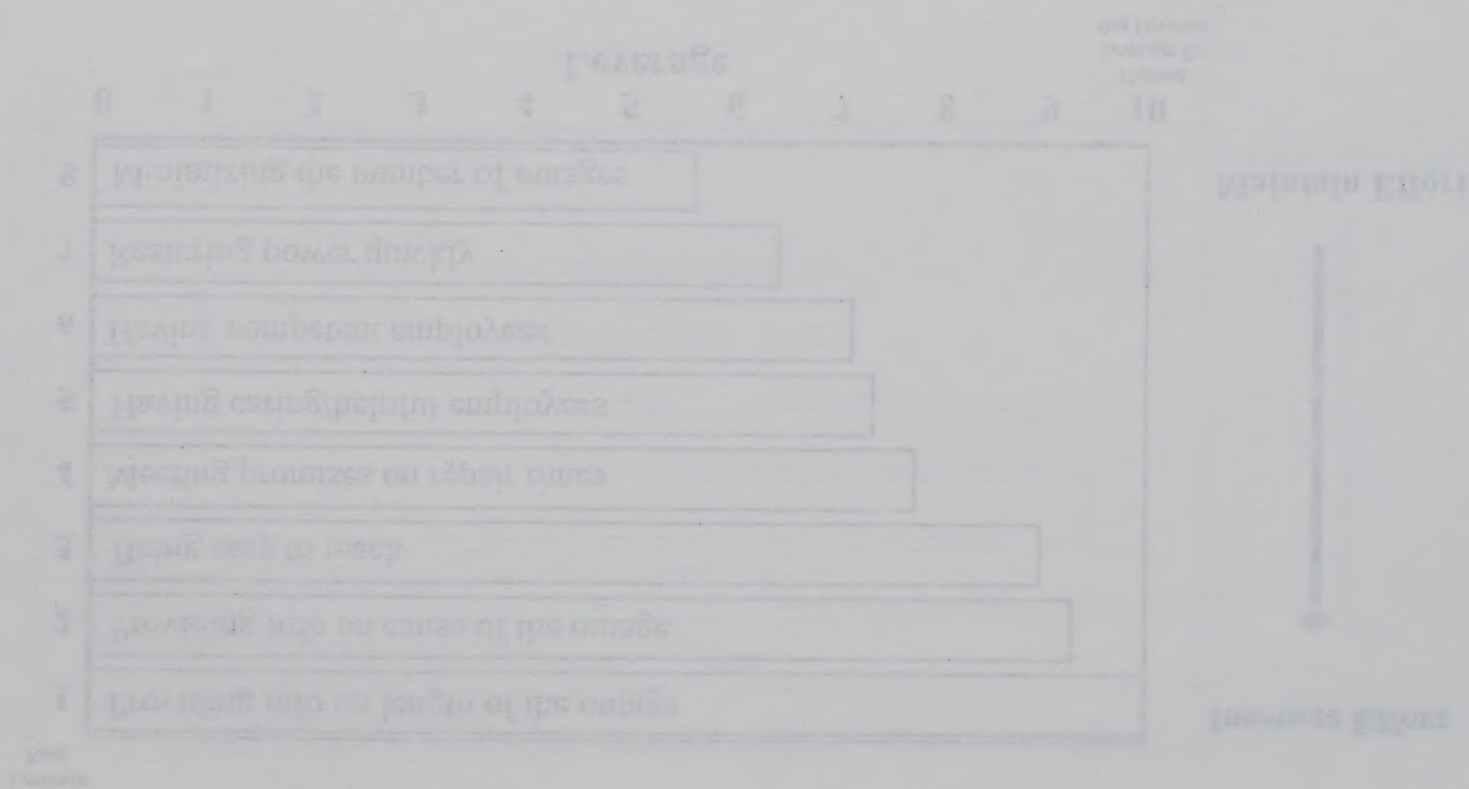 Leverage
0 1 2 3 4 5 6 7 8 9 10
8 Minimizing the number of outages
7 Restoring power quickly
6 Having competent employees
5 Having caring/helpful employees
4 Meeting promises on repair times
3 Being easy to reach
2 Providing info on cause of the outage
1 Providing info on length of the outage
Maintain Effort
Increase Effort